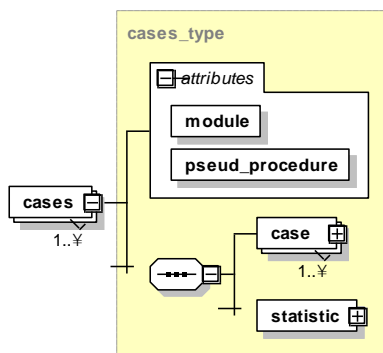 cases_type
attributes
module
pseud_procedure
cases
1..¥
case
1..¥
statistic